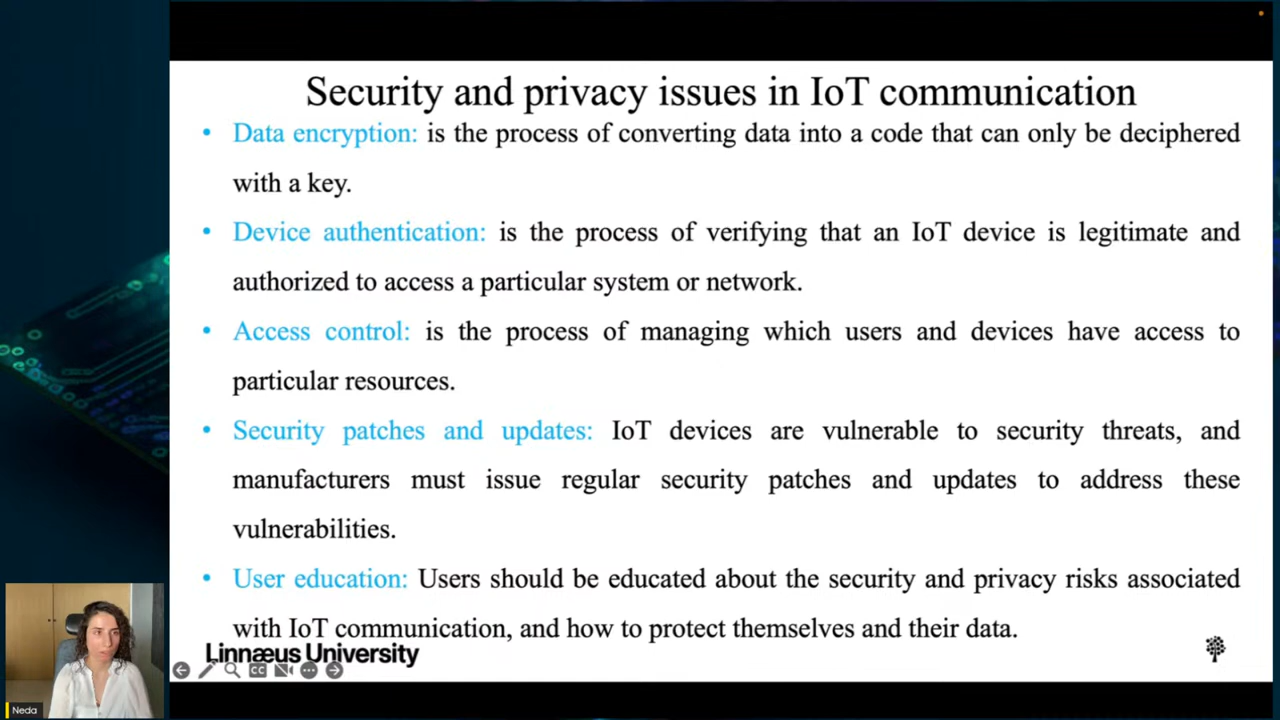 Security and privacy issues in IoT communication
• Data encryption: is the process of converting data into a code that can only be deciphered
with a key.
• Device authentication: is the process of verifying that an IoT device is legitimate and
authorized to access a particular system or network.
• Access control: is the process of managing which users and devices have access to
particular resources.
• Security patches and updates: IoT devices are vulnerable to security threats, and
manufacturers must issue regular security patches and updates to address these
vulnerabilities.
• User education: Users should be educated about the security and privacy risks associated
with IoT communication, and how to protect themselves and their data.
Linnæus University
CC
Neda